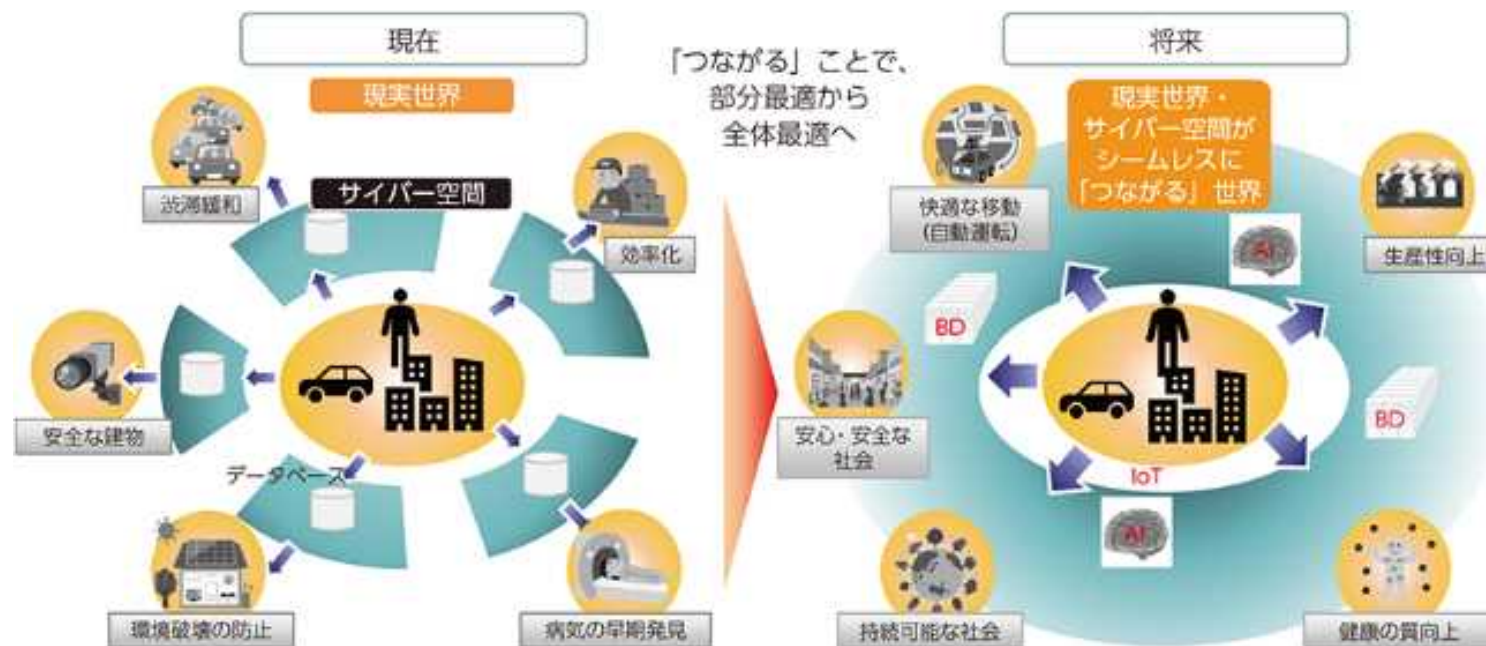 現在
現実世界
サイバー空間
渋滞緩和
効率化
安全な建物
データベース
環境破壊の防止
病気の早期発見
「つながる」ことで、
部分最適から
全体最適へ
将来
現実世界・
サイバー空間が
シームレスに
「つながる」世界
快適な移動
(自動運転)
AI
生産性向上
BD
BD
安心・安全な
社会
IoT
AI
持続可能な社会
健康の質向上